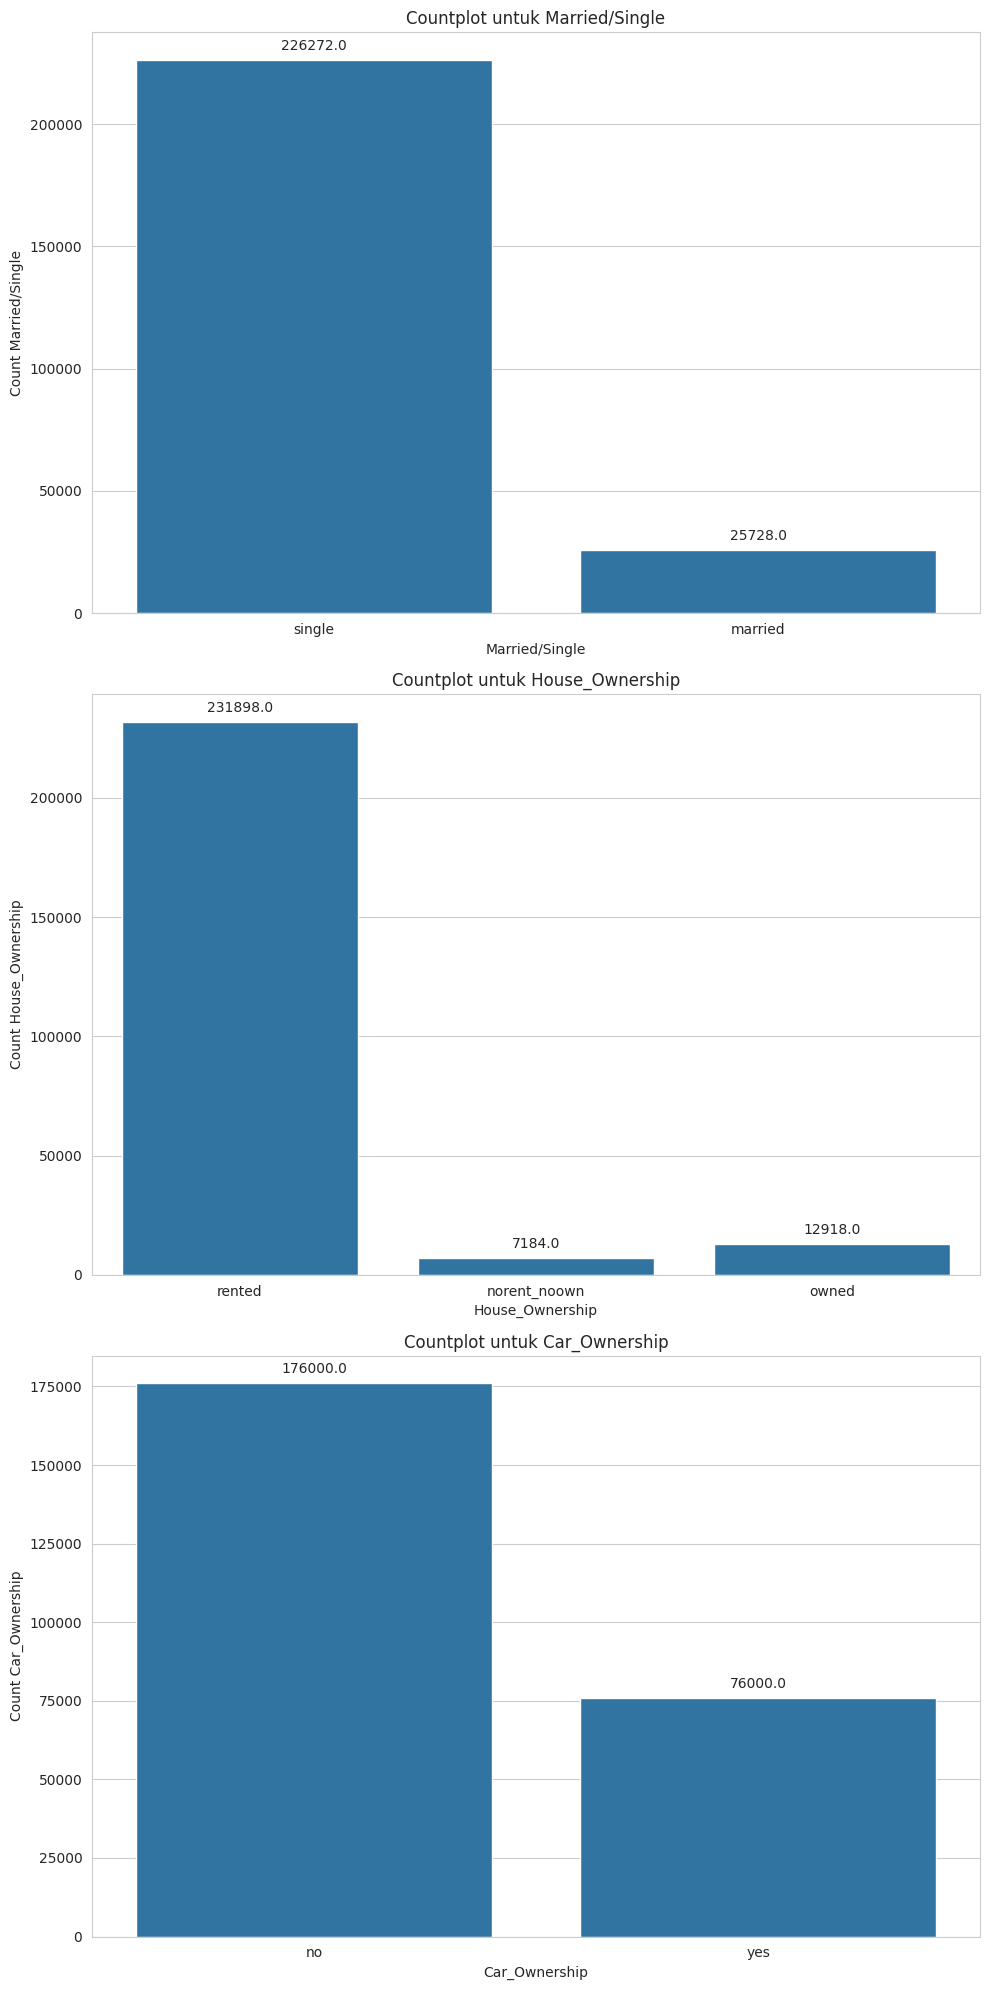 Countplot untuk Married/Single
226272.0
200000
150000
100000
50000
0
25728.0
Count Married/Single
single married
Married/Single
Countplot untuk House_Ownership
231898.0
200000
150000
100000
50000
0
7184.0
12918.0
Count House_Ownership
rented norent_noown owned
House_Ownership
Countplot untuk Car_Ownership
176000.0
175000
150000
125000
100000
75000
50000
25000
0
76000.0
Count Car_Ownership
no yes
Car_Ownership